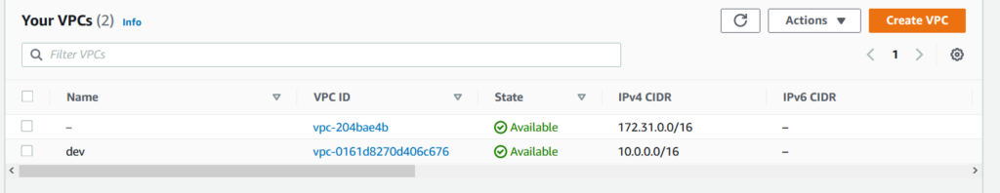 Your VPCs (2) Info Actions Create VPC
Filter VPCs 1
Name VPC ID State IPv4 CIDR IPv6 CIDR
– vpc-204bae4b Available 172.31.0.0/16 –
dev vpc-0161d8270d406c676 Available 10.0.0.0/16 –